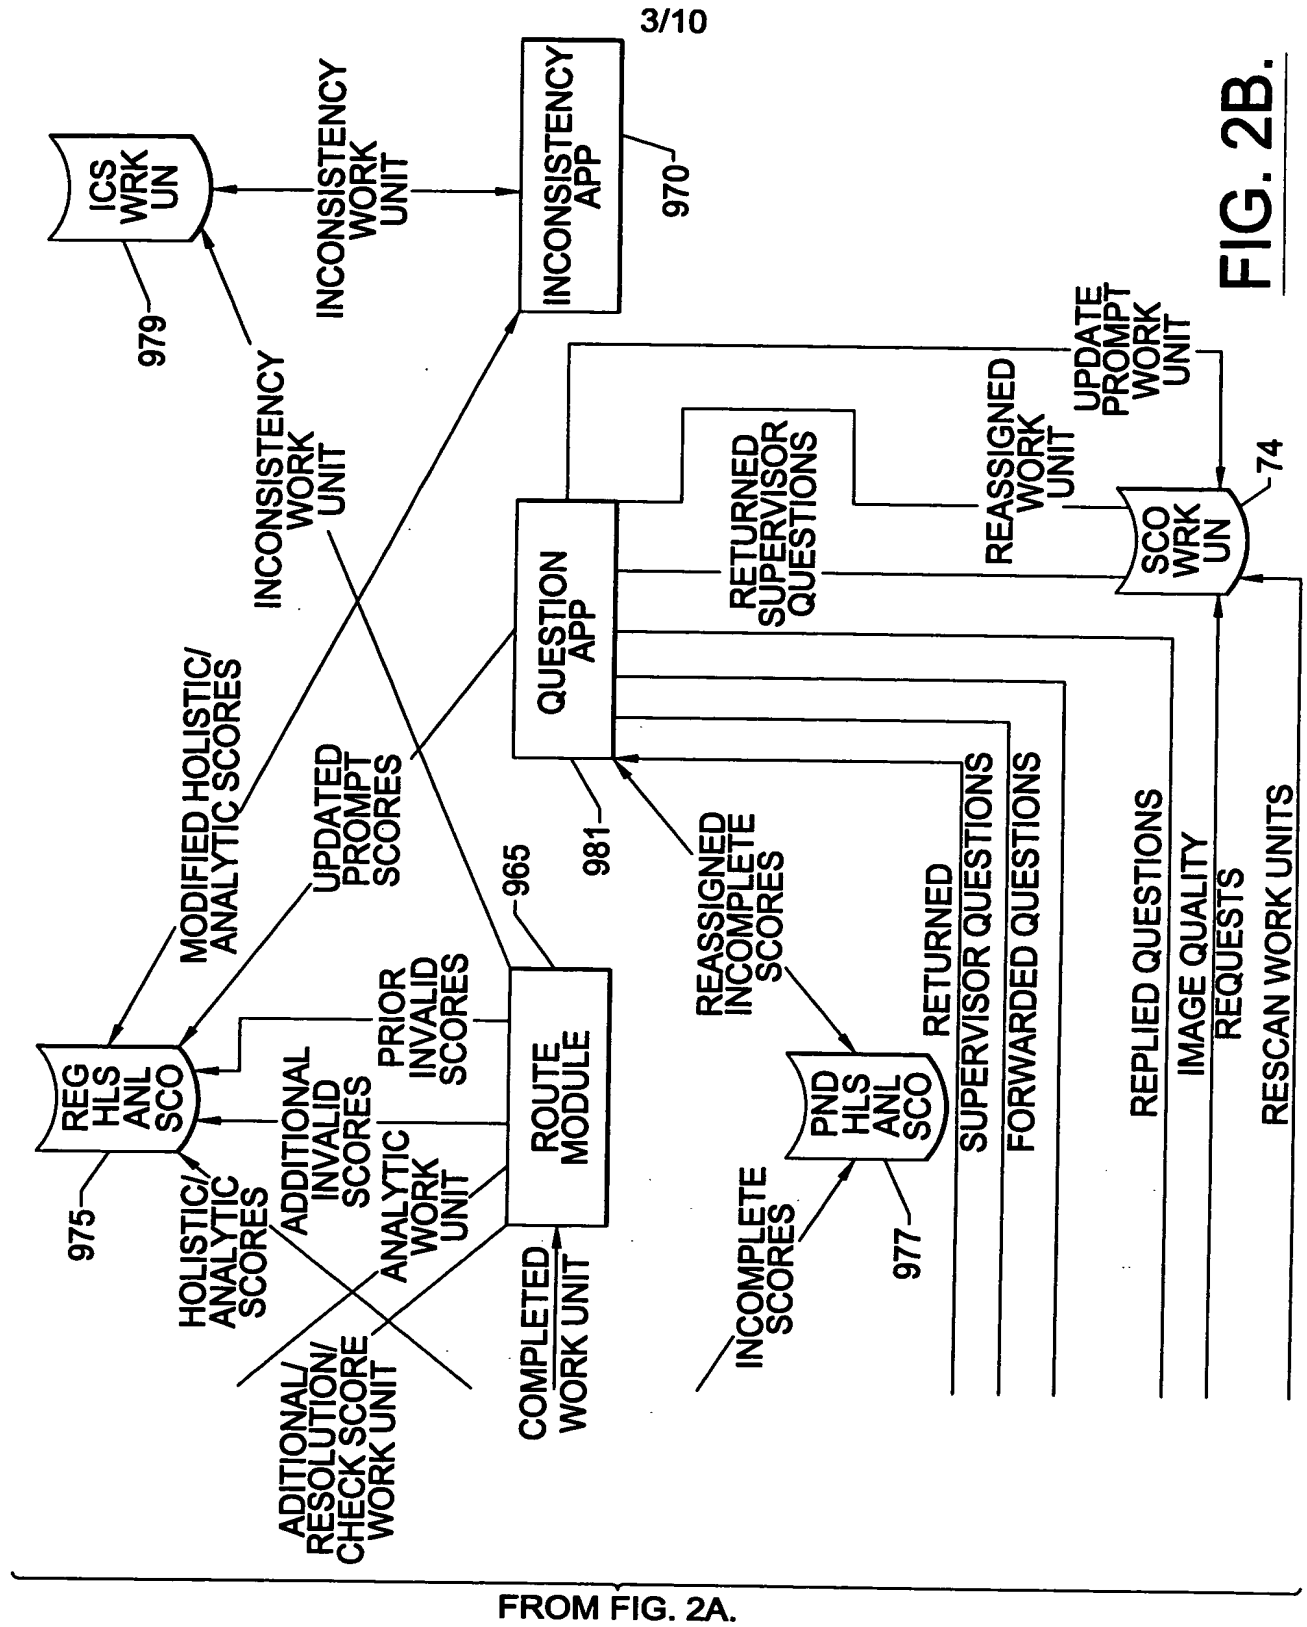 3/10
ICS
WRK
UN
979
INCONSISTENCY
WORK
UNIT
INCONSISTENCY
APP
970
INCONSISTENCY
WORK
UNIT
MODIFIED HOLISTIC/
ANALYTIC SCORES
UPDATED
PROMPT
SCORES
REG
HLS
ANL
SCO
975
HOLISTIC/
ANALYTIC
SCORES
ADDITIONAL
INVALID
SCORES
PRIOR
INVALID
SCORES
ANALYTIC
WORK
UNIT
ADITIONAL/
RESOLUTION/
CHECK SCORE
WORK UNIT
ROUTE
MODULE
965
COMPLETED
WORK UNIT
QUESTION
APP
981
RETURNED
SUPERVISOR
QUESTIONS
REASSIGNED
WORK
UNIT
UPDATE
PROMPT
WORK
UNIT
SCO
WRK
UN
74
REASSIGNED
INCOMPLETE
SCORES
PND
HLS
ANL
SCO
977
INCOMPLETE
SCORES
RETURNED
SUPERVISOR QUESTIONS
FORWARDED QUESTIONS
REPLIED QUESTIONS
IMAGE QUALITY
REQUESTS
RESCAN WORK UNITS
FROM FIG. 2A.
FIG. 2B.